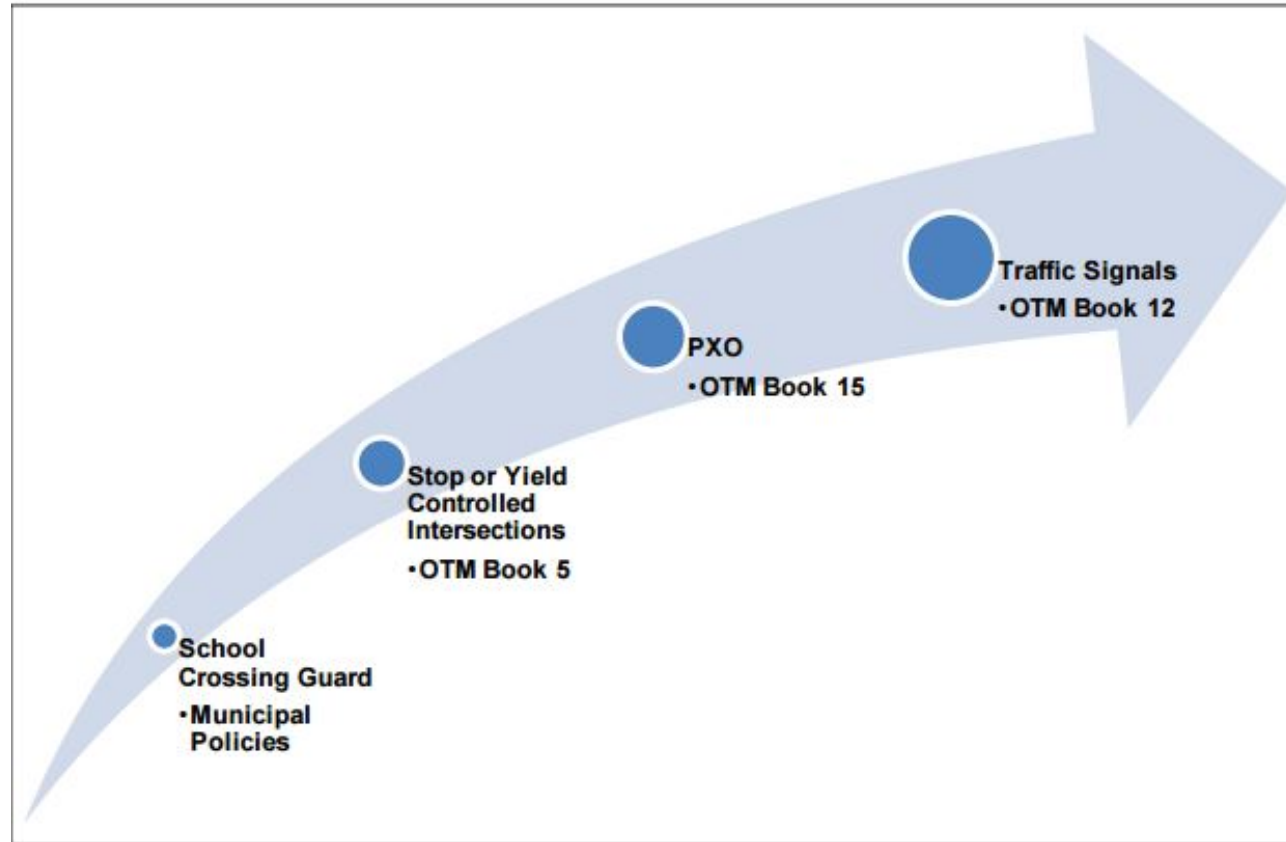 Traffic Signals
•OTM Book 12
PXO
•OTM Book 15
Stop or Yield
Controlled
Intersections
•OTM Book 5
School
Crossing Guard
•Municipal
Policies